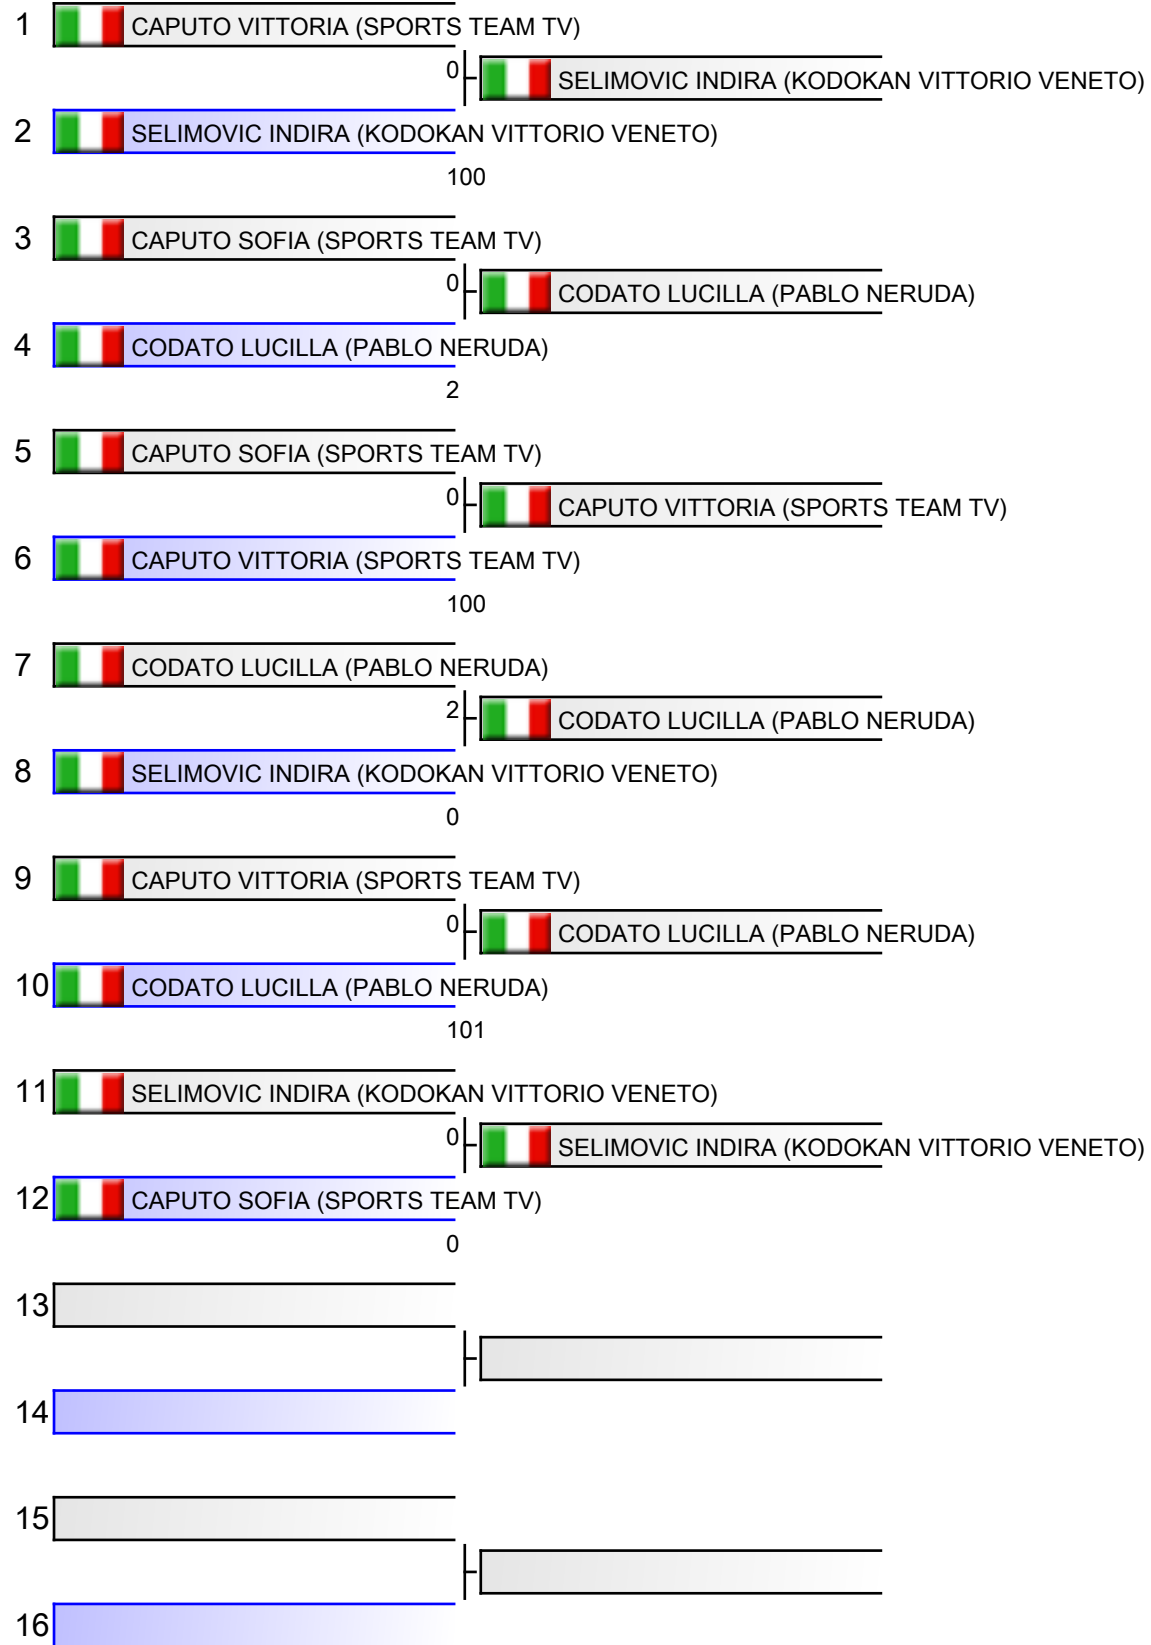 1 CAPUTO VITTORIA (SPORTS TEAM TV)
0 SELIMOVIC INDIRA (KODOKAN VITTORIO VENETO)
2 SELIMOVIC INDIRA (KODOKAN VITTORIO VENETO)
100
3 CAPUTO SOFIA (SPORTS TEAM TV)
0 CODATO LUCILLA (PABLO NERUDA)
4 CODATO LUCILLA (PABLO NERUDA)
2
5 CAPUTO SOFIA (SPORTS TEAM TV)
0 CAPUTO VITTORIA (SPORTS TEAM TV)
6 CAPUTO VITTORIA (SPORTS TEAM TV)
100
7 CODATO LUCILLA (PABLO NERUDA)
2 CODATO LUCILLA (PABLO NERUDA)
8 SELIMOVIC INDIRA (KODOKAN VITTORIO VENETO)
0
9 CAPUTO VITTORIA (SPORTS TEAM TV)
0 CODATO LUCILLA (PABLO NERUDA)
10 CODATO LUCILLA (PABLO NERUDA)
101
11 SELIMOVIC INDIRA (KODOKAN VITTORIO VENETO)
0 SELIMOVIC INDIRA (KODOKAN VITTORIO VENETO)
12 CAPUTO SOFIA (SPORTS TEAM TV)
0
13
14
15
16